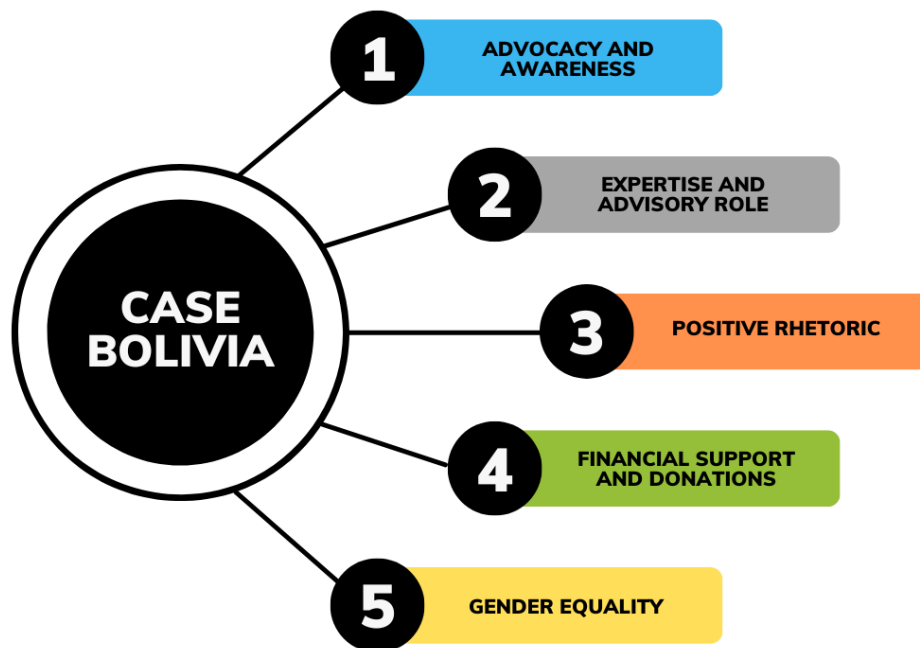 CASE
BOLIVIA
1
ADVOCACY AND
AWARENESS
2
EXPERTISE AND
ADVISORY ROLE
3
POSITIVE RHETORIC
4
FINANCIAL SUPPORT
AND DONATIONS
5
GENDER EQUALITY